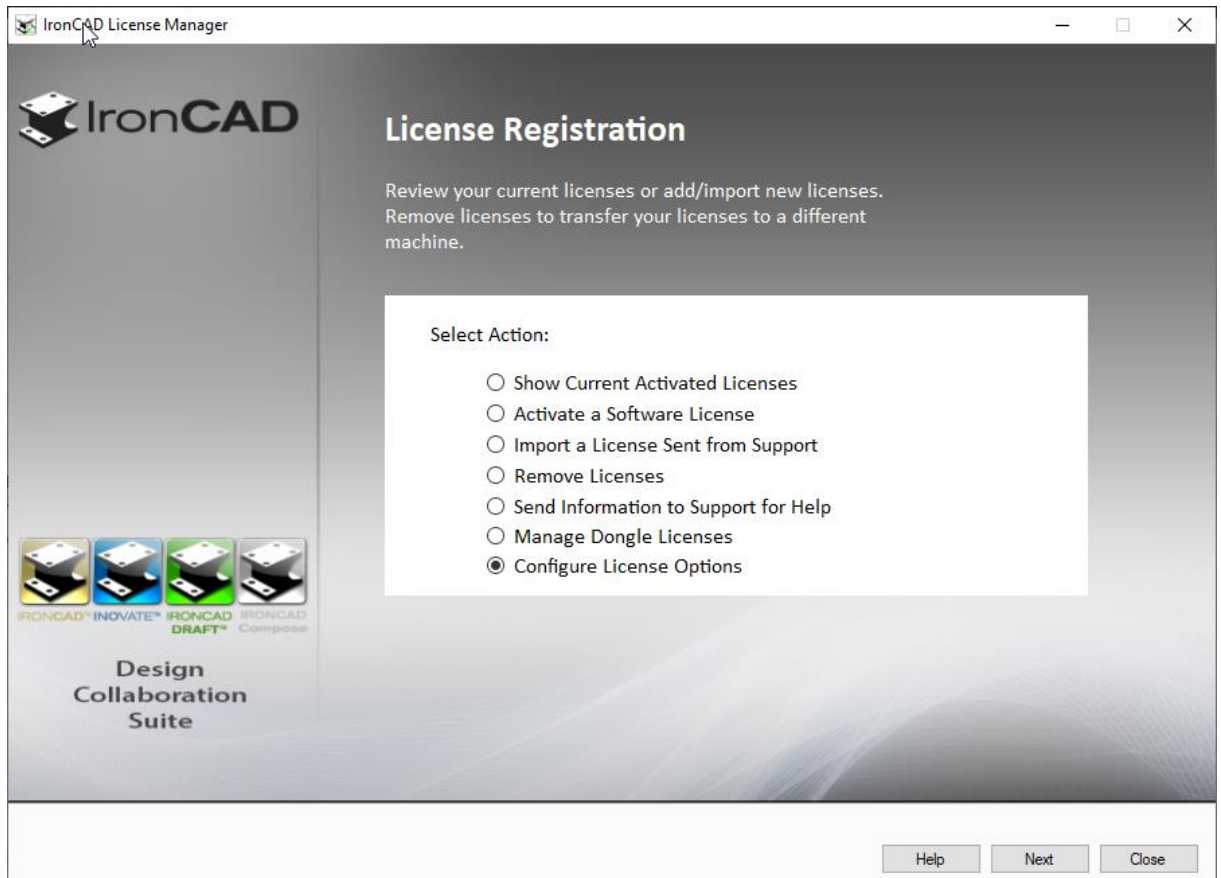 IronCAD License Manager
IronCAD
License Registration
Review your current licenses or add/import new licenses.
Remove licenses to transfer your licenses to a different
machine.
Select Action:
Show Current Activated Licenses
Activate a Software License
Import a License Sent from Support
Remove Licenses
Send Information to Support for Help
Manage Dongle Licenses
Configure License Options
IRONCAD™ INOVATE™ IRONCAD DRAFT™ IRONCAD Compose
Design
Collaboration
Suite
Help Next Close